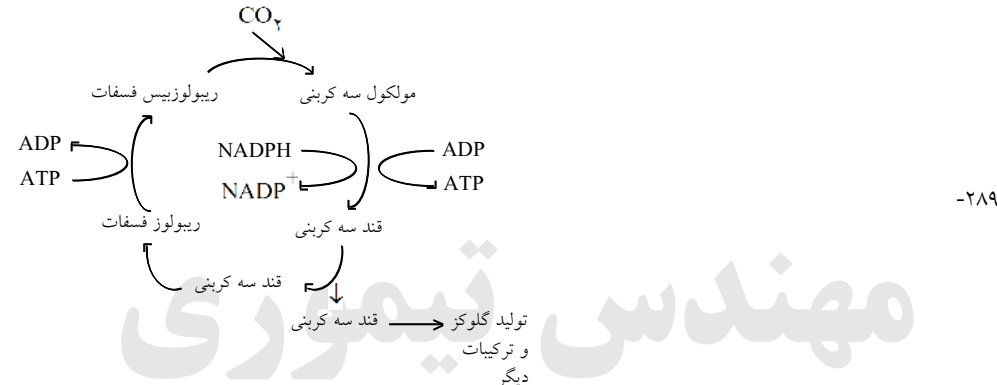 CO۲
ریبولوزبیس فسفات
مولکول سه کربنی
ADP
ATP
NADPH
NADP+
ADP
ATP
-۲۸۹
ریبولوز فسفات
قند سه کربنی
قند سه کربنی
قند سه کربنی
تولید گلوکز
و ترکیبات
دیگر
مهندس تیموری